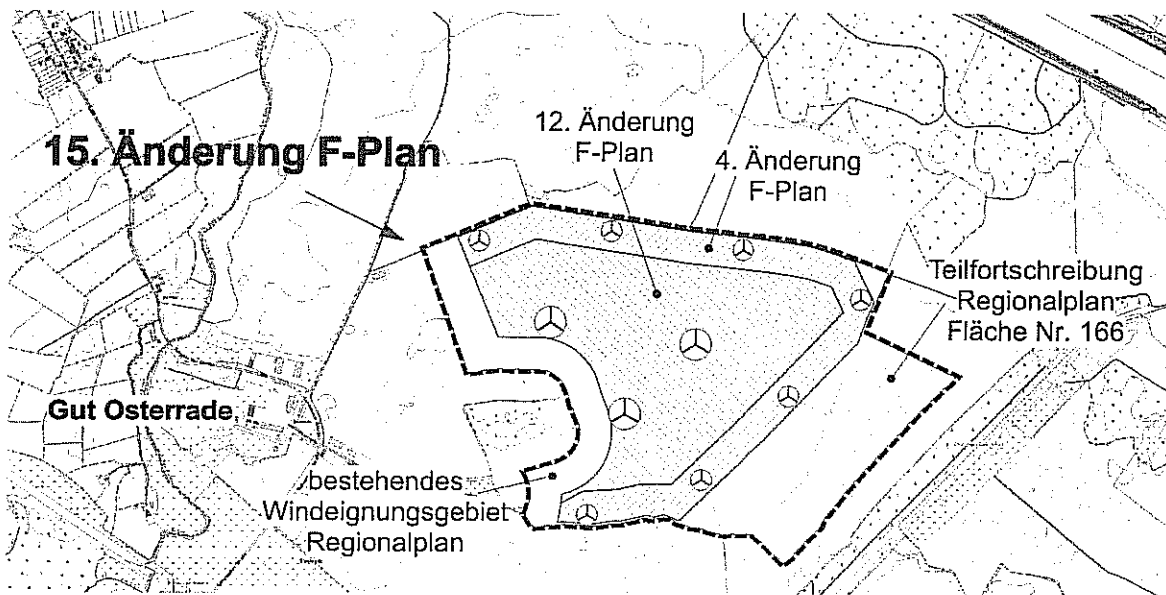 15. Änderung F-Plan
12. Änderung
F-Plan
4. Änderung
F-Plan
Teilfortschreibung
Regionalplan
Fläche Nr. 166
Gut Osterrade
bestehendes
Windeignungsgebiet
Regionalplan